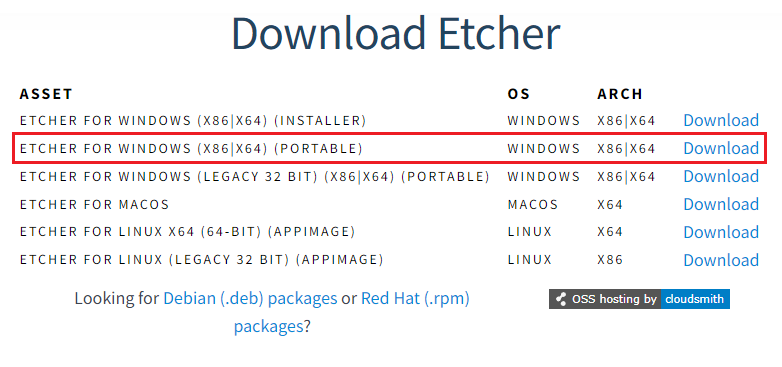 Download Etcher
ASSET OS ARCH
ETCHER FOR WINDOWS (X86|X64) (INSTALLER) WINDOWS X86|X64 Download
ETCHER FOR WINDOWS (X86|X64) (PORTABLE) WINDOWS X86|X64 Download
ETCHER FOR WINDOWS (LEGACY 32 BIT) (X86|X64) (PORTABLE) WINDOWS X86|X64 Download
ETCHER FOR MACOS MACOS X64 Download
ETCHER FOR LINUX X64 (64-BIT) (APPIMAGE) LINUX X64 Download
ETCHER FOR LINUX (LEGACY 32 BIT) (APPIMAGE) LINUX X86 Download
Looking for Debian (.deb) packages or Red Hat (.rpm)
packages?
OSS hosting by cloudsmith